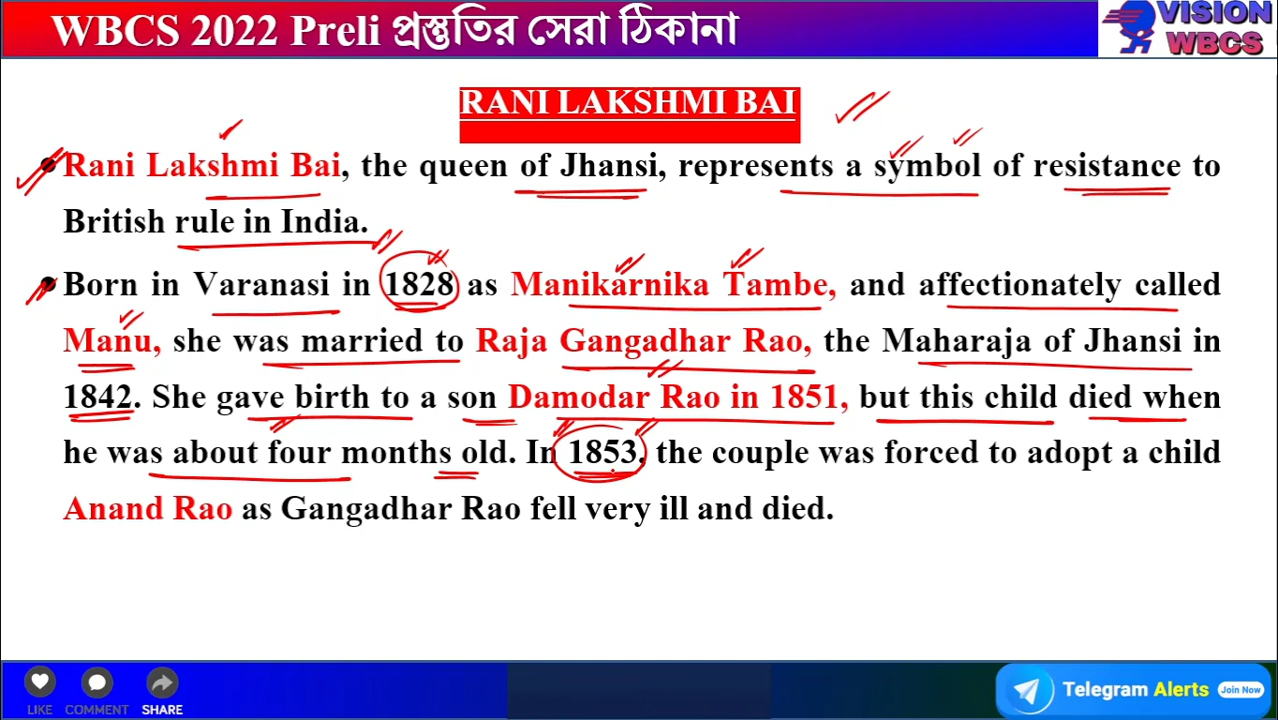 WBCS 2022 Preli প্রস্তুতির সেরা ঠিকানা
VISION
WBCS
RANI LAKSHMI BAI
Rani Lakshmi Bai, the queen of Jhansi, represents a symbol of resistance to
British rule in India.
Born in Varanasi in 1828 as Manikarnika Tambe, and affectionately called
Manu, she was married to Raja Gangadhar Rao, the Maharaja of Jhansi in
1842. She gave birth to a son Damodar Rao in 1851, but this child died when
he was about four months old. In 1853, the couple was forced to adopt a child
Anand Rao as Gangadhar Rao fell very ill and died.
LIKE COMMENT SHARE
Telegram Alerts Join Now